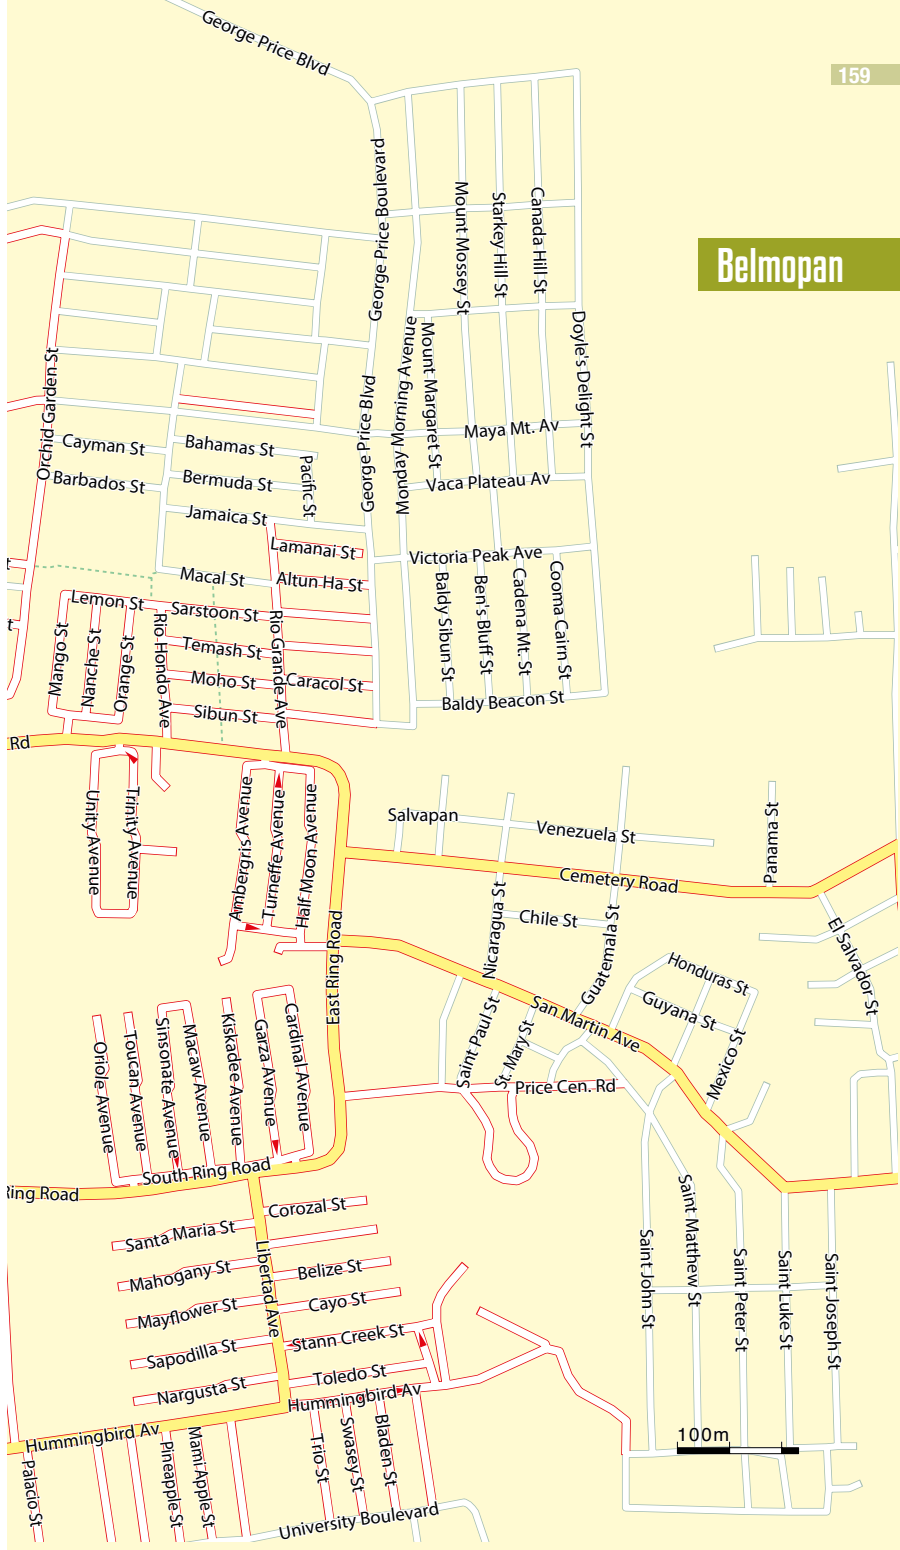 George Price Blvd
159
Belmopan
George Price Boulevard
Mount Mossey St
Starkey Hill St
Canada Hill St
Doyle's Delight St
Mopnay Morning Avenue
Mount Margaret St
George Price Blvd
Maya Mt. Av
Vaca Plateau Av
Orchid Garden St
Cayman St
Bahamas St
Pacific St
Barbados St
Bermuda St
Jamaica St
Lamanai St
Victoria Peak Ave
Macal St
Altun Ha St
Baldy Sibun St
Ben's Bluff St
Cadena Mt. St
Cooma Cairn St
Lemon St
Sarstoon St
Mango St
Nanche St
Orange St
Rio Hondo Ave
Rio Grande Ave
Temash St
Moho St
Caracol St
Sibun St
Baldy Beacon St
Rd
Unity Avenue
Trinity Avenue
Ambergris Avenue
Turneffe Avenue
Half Moon Avenue
Salvapan
Venezuela St
Panama St
Cemetery Road
East Ring Road
Nicaragua St
Chile St
Guatemala St
El Salvador St
Honduras St
Guyana St
San Martin Ave
Mexico St
Saint Paul St
St. Mary St
Price Cen. Rd
Oriole Avenue
Toucan Avenue
Sinsonate Avenue
Macaw Avenue
Kiskadee Avenue
Garza Avenue
Cardinal Avenue
South Ring Road
Ring Road
Corozal St
Santa Maria St
Libertad Ave
Mahogany St
Belize St
Mayflower St
Cayo St
Stann Creek St
Sapodilla St
Toledo St
Nargusta St
Hummingbird Av
Hummingbird Av
Saint John St
Saint Matthew St
Saint Peter St
Saint Luke St
Saint Joseph St
100m
Palacio St
Pineapple St
Mami Apple St
Trio St
Swasey St
Bladen St
University Boulevard